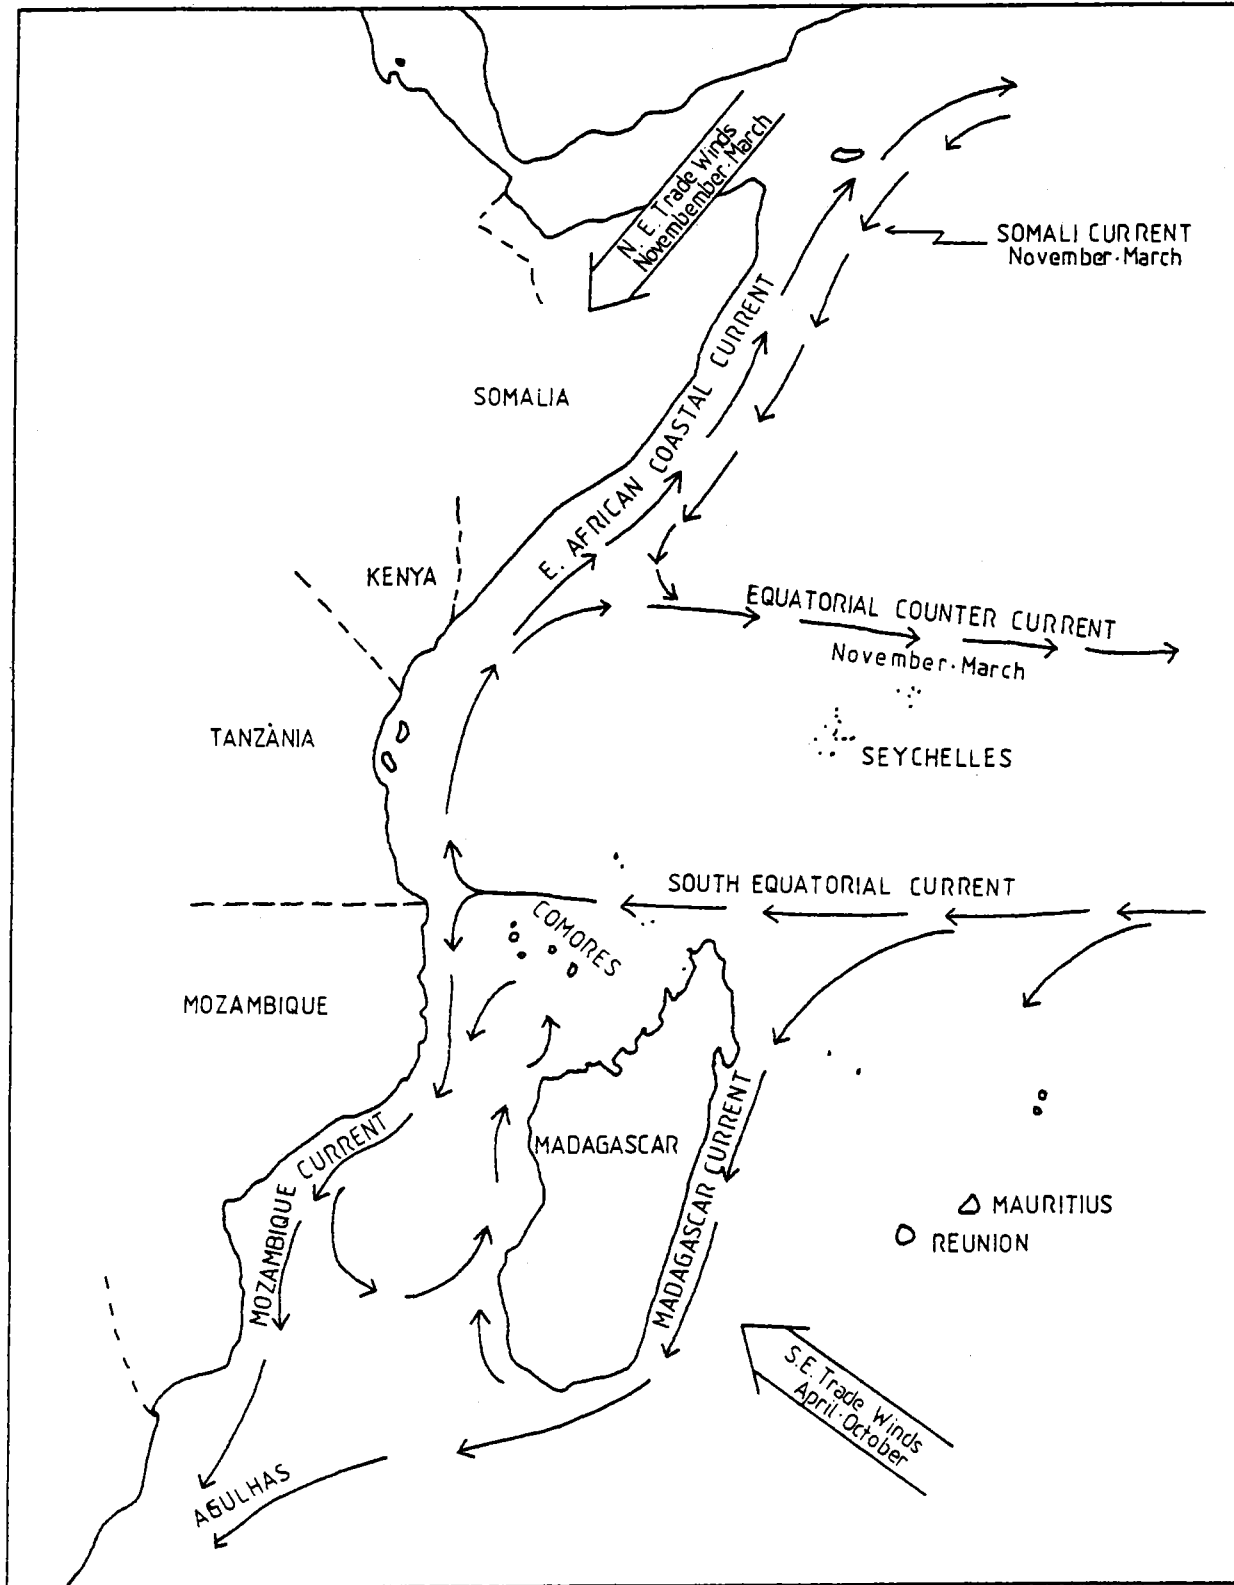 N. E. Trade Winds
Novembember·March
SOMALI CURRENT
November·March
SOMALIA
E. AFRICAN COASTAL CURRENT
KENYA
EQUATORIAL COUNTER CURRENT
November·March
TANZÀNIA
SEYCHELLES
SOUTH EQUATORIAL CURRENT
COMORES
MOZAMBIQUE
MOZAMBIQUE CURRENT
MADAGASCAR
MADAGASCAR CURRENT
MAURITIUS
REUNION
S.E. Trade Winds
April·October
AGULHAS